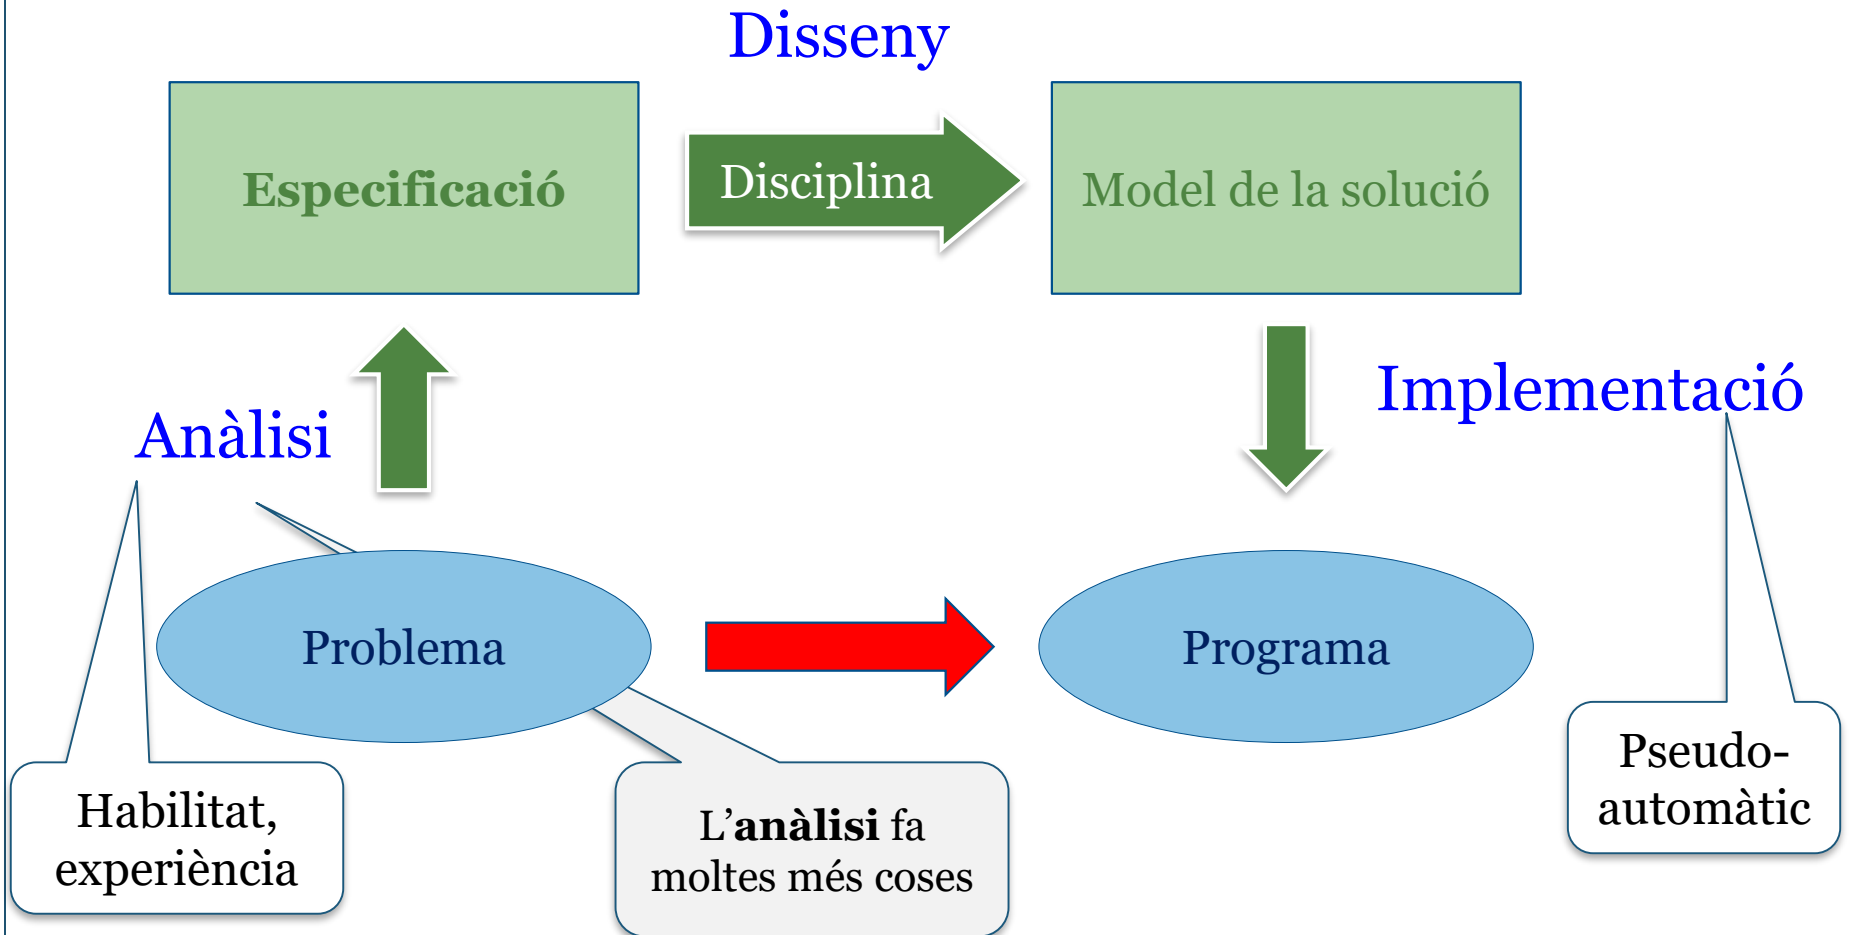 Disseny
Especificació
Disciplina
Model de la solució
Anàlisi
Implementació
Problema
Programa
Habilitat,
experiència
L’anàlisi fa
moltes més coses
Pseudo-
automàtic